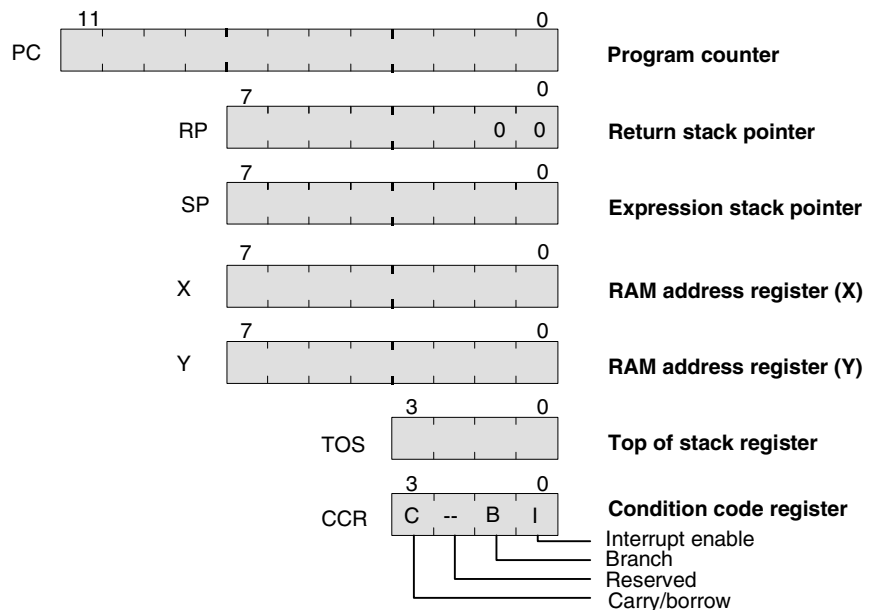 11 0
PC Program counter
7 0
RP 0 0 Return stack pointer
7 0
SP Expression stack pointer
7 0
X RAM address register (X)
7 0
Y RAM address register (Y)
3 0
TOS Top of stack register
3 0
CCR C -- B I Condition code register
Interrupt enable
Branch
Reserved
Carry/borrow